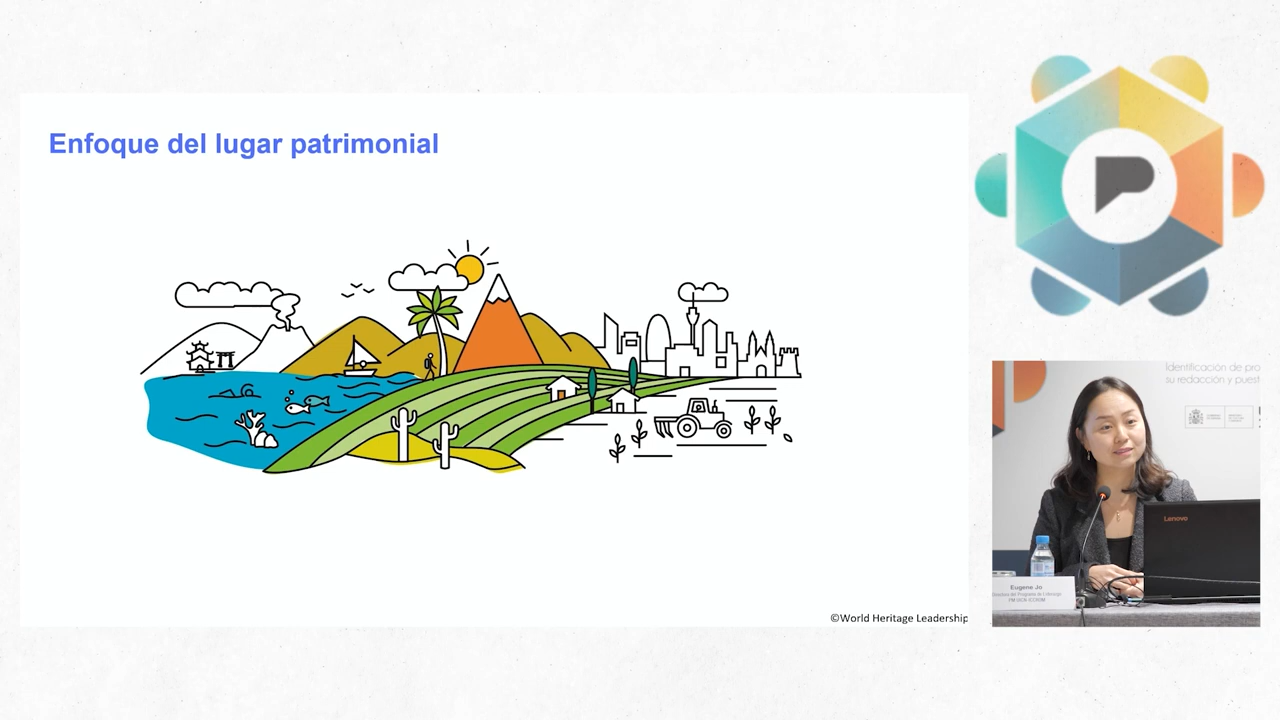 Enfoque del lugar patrimonial
©World Heritage Leadership
Identificación de pro
su redacción y puest
Lenovo
Eugene Jo